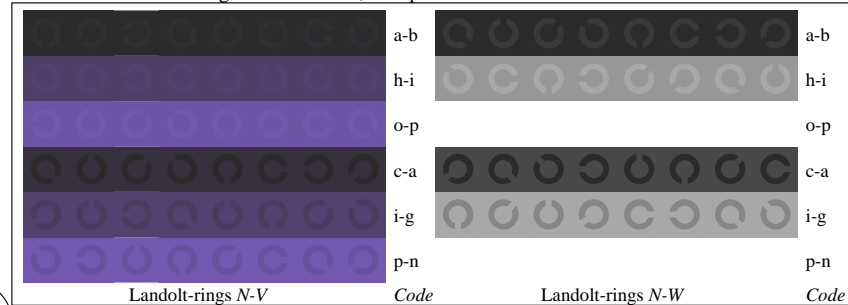 a-b a-b
h-i h-i
o-p o-p
c-a c-a
i-g i-g
p-n p-n
Landolt-rings N-V Code Landolt-rings N-W Code